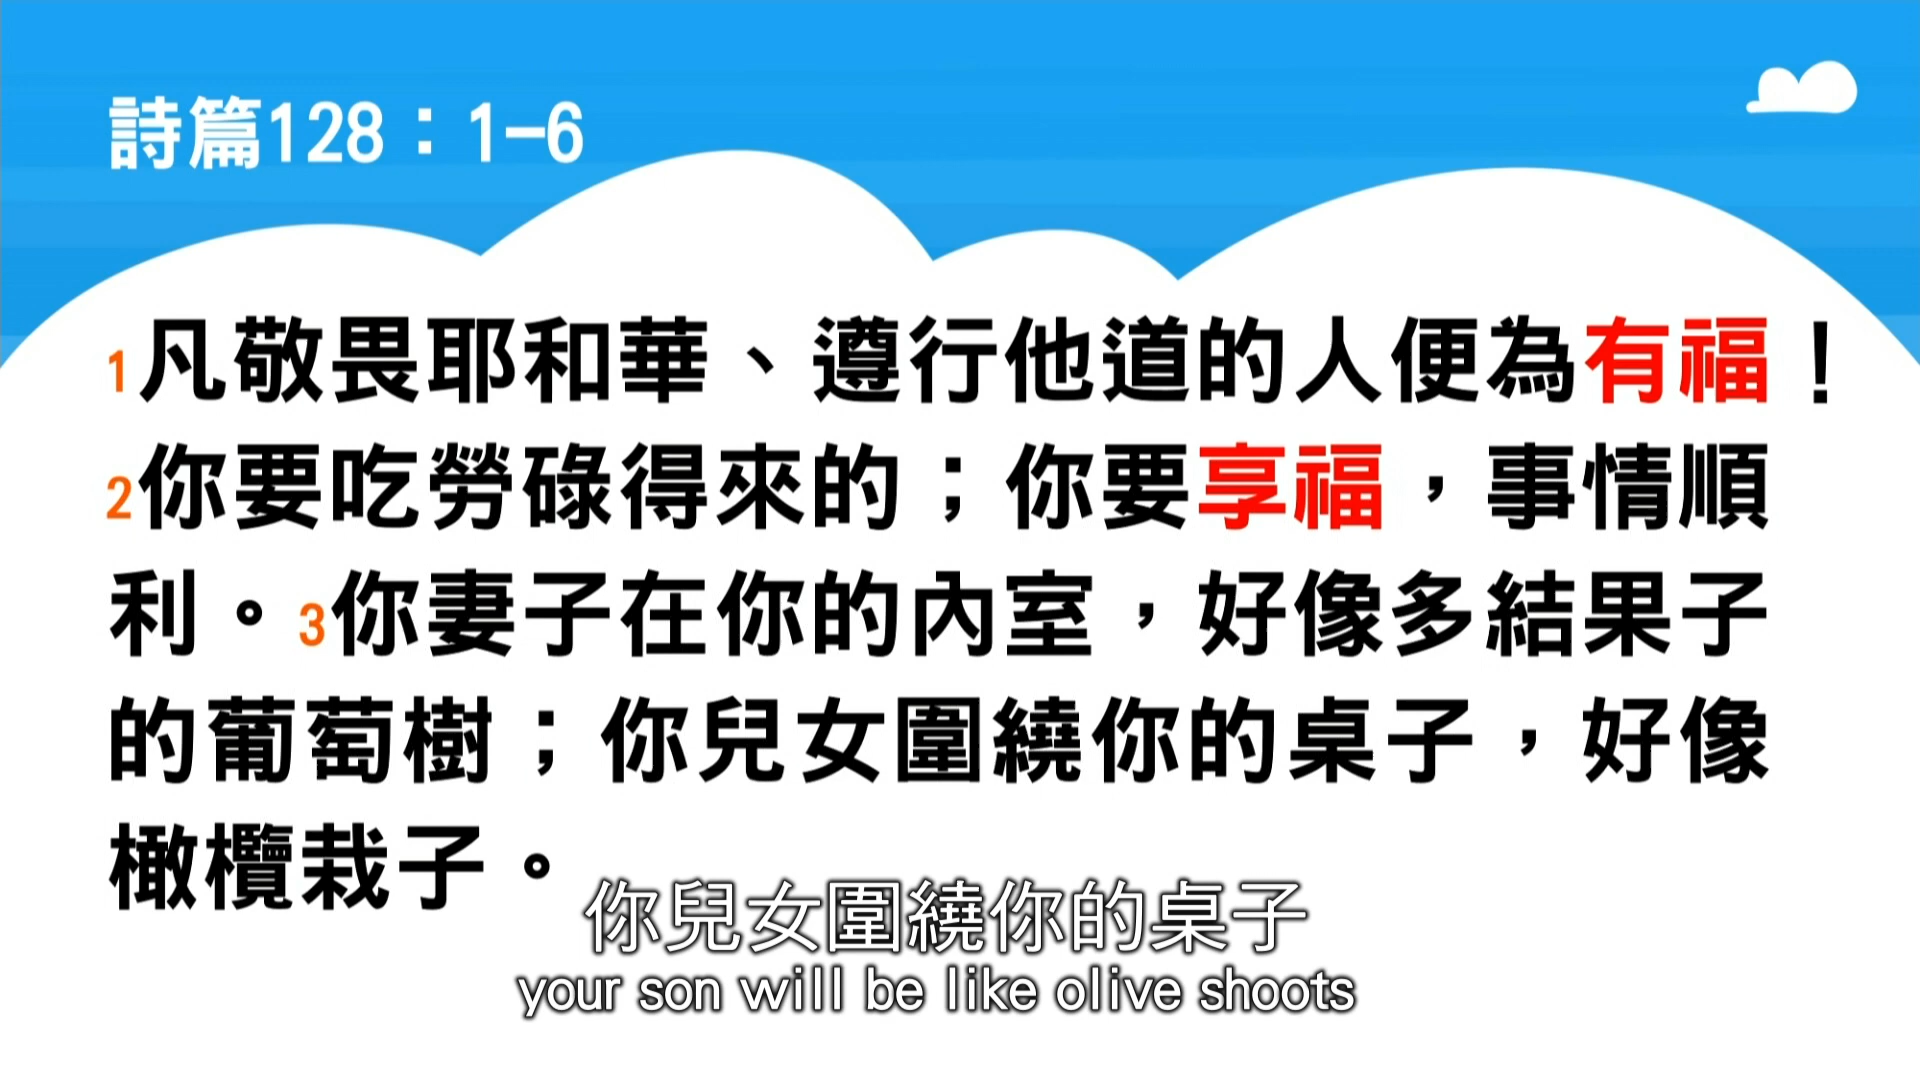 詩篇128：1-6
1凡敬畏耶和華、遵行他道的人便為有福！
2你要吃勞碌得來的；你要享福，事情順
利。3你妻子在你的內室，好像多結果子
的葡萄樹；你兒女圍繞你的桌子，好像
橄欖栽子。
你兒女圍繞你的桌子
your son will be like olive shoots